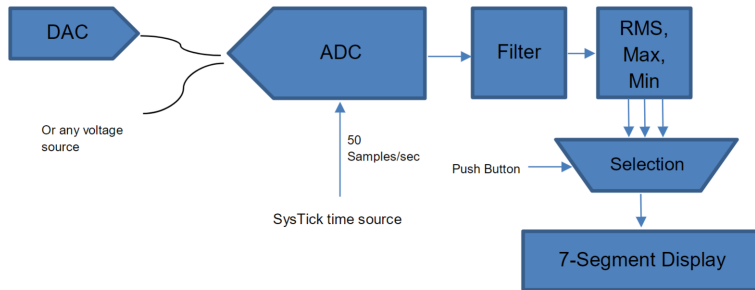 DAC
ADC
Filter
RMS,
Max,
Min
Or any voltage
source
50
Samples/sec
Push Button
Selection
SysTick time source
7-Segment Display